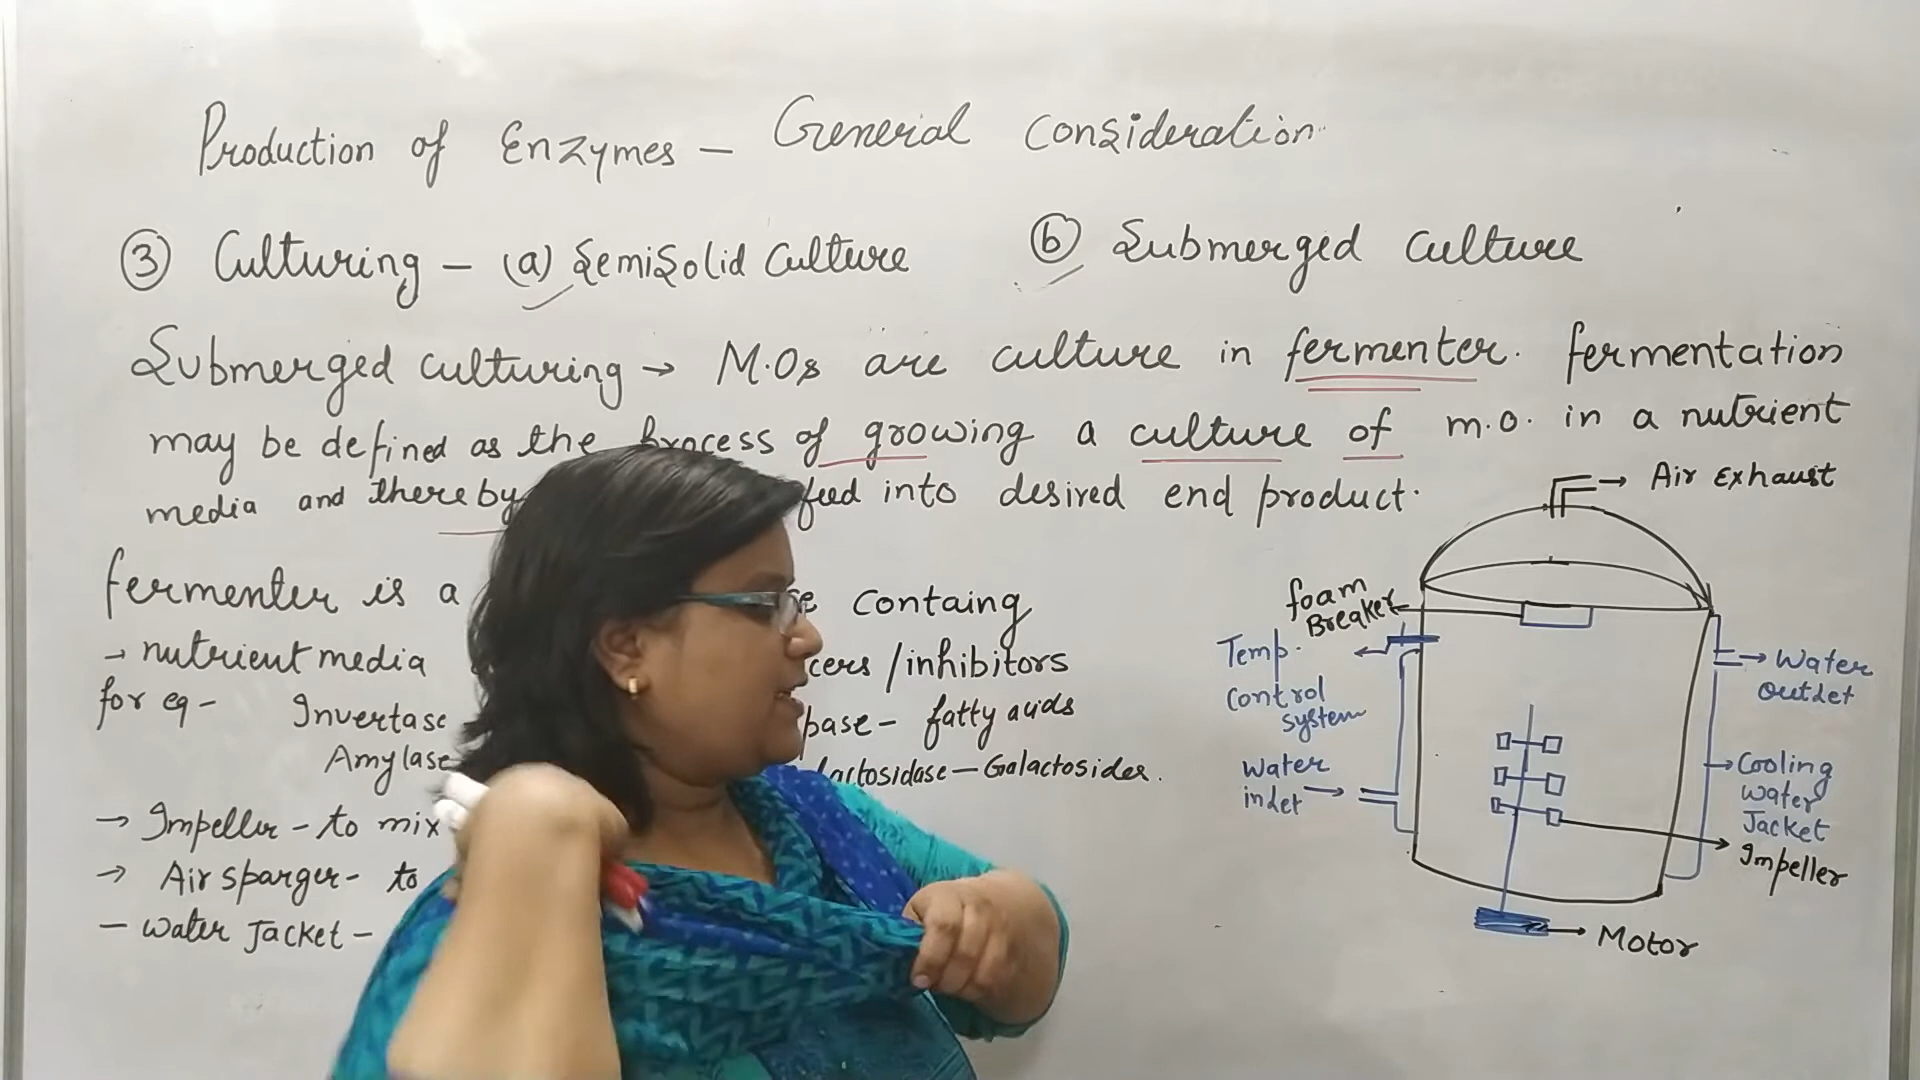 Production of Enzymes - General Consideration
③ Culturing - (a) Semisolid Culture ⓑ Submerged Culture
Submerged culturing → M.Os are culture in fermenter. fermentation
may be defined as the process of growing a culture of m.o. in a nutrient
media and thereby feed into desired end product.
fermenter is a Containg
→ nutrient media /inhibitors
for eg - Invertase fatty acids
Amylase Galactosides.
→ Impeller - to mix
→ Air sparger - to
- water Jacket -
→ Air Exhaust
foam
Breaker
Temp.
Control
system
Water
inlet →
→ Water
outlet
→ Cooling
Water
Jacket
Impeller
→ Motor